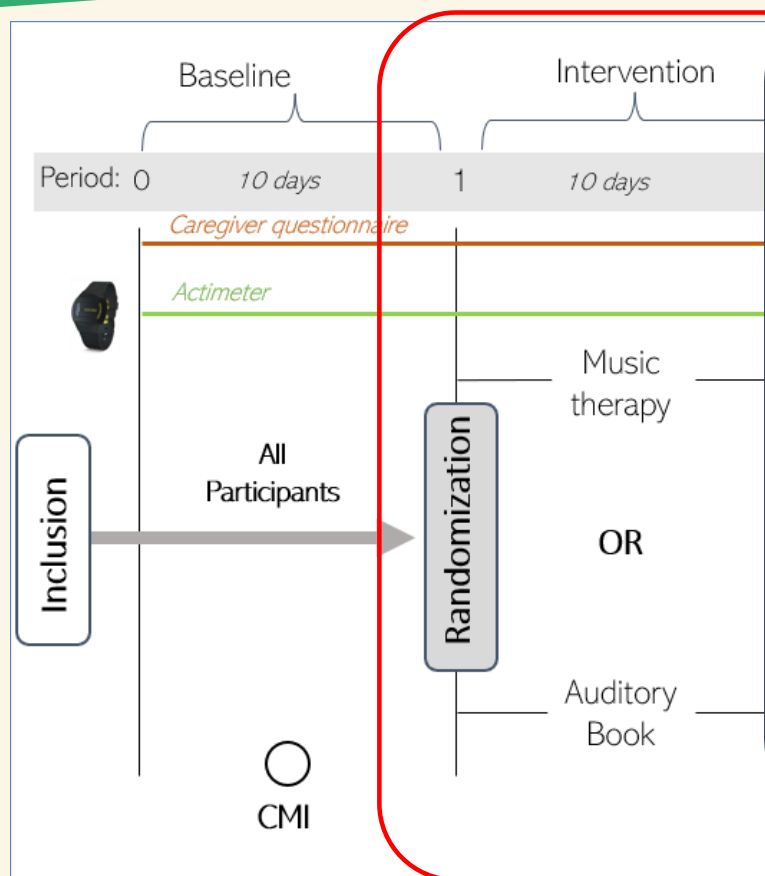 Baseline
Intervention
Period: 0 10 days 1 10 days
Caregiver questionnaire
Actimeter
Music
therapy
All
Participants
Inclusion
Randomization
OR
Auditory
Book
CMI